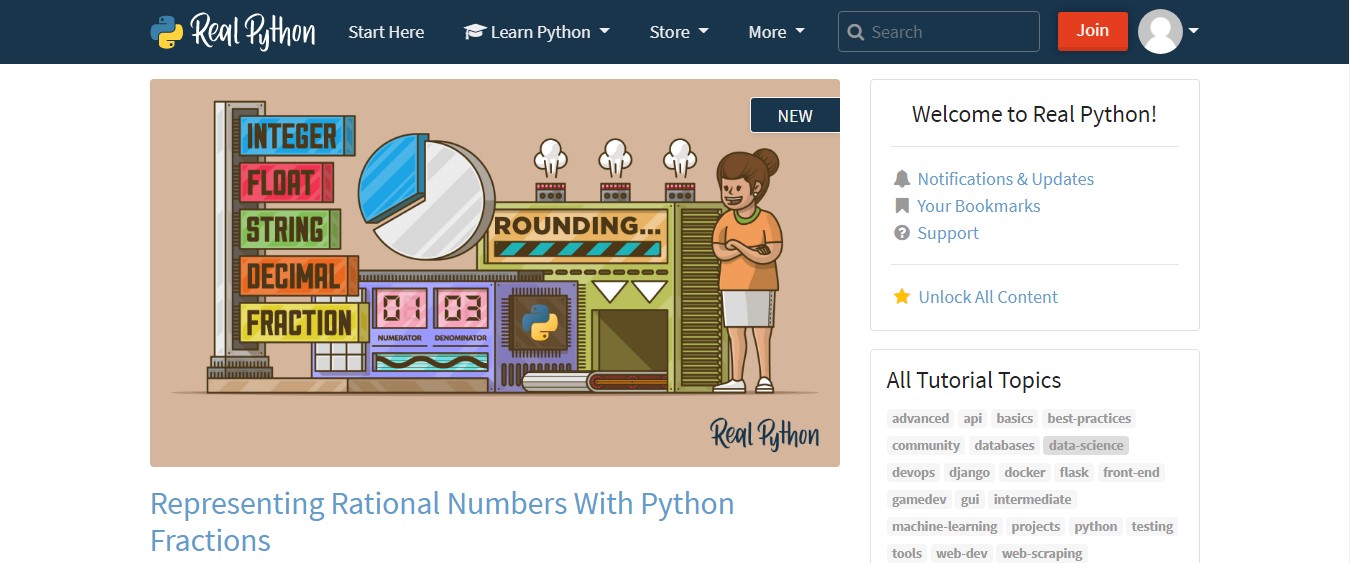 Real Python
Start Here
Learn Python
Store
More
Search
Join
NEW
INTEGER
FLOAT
STRING
DECIMAL
FRACTION
ROUNDING...
01 03
NUMERATOR DENOMINATOR
Real Python
Representing Rational Numbers With Python
Fractions
Welcome to Real Python!
Notifications & Updates
Your Bookmarks
Support
Unlock All Content
All Tutorial Topics
advanced api basics best-practices
community databases data-science
devops django docker flask front-end
gamedev gui intermediate
machine-learning projects python testing
tools web-dev web-scraping